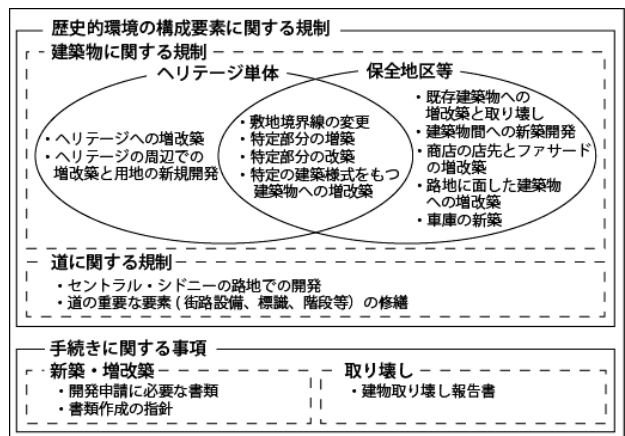 歴史的環境の構成要素に関する規制
建築物に関する規制
ヘリテージ単体
・ヘリテージへの増改築
・ヘリテージの周辺での
増改築と用地の新規開発
・敷地境界線の変更
・特定部分の増築
・特定部分の改築
・特定の建築様式をもつ
建築物への増改築
保全地区等
・既存建築物への
増改築と取り壊し
・建築物間への新築開発
・商店の店先とファサード
の増改築
・路地に面した建築物
への増改築
・車庫の新築
道に関する規制
・セントラル・シドニーの路地での開発
・道の重要な要素(街路設備、標識、階段等)の修繕
手続きに関する事項
新築・増改築
・開発申請に必要な書類
・書類作成の指針
取り壊し
・建物取り壊し報告書